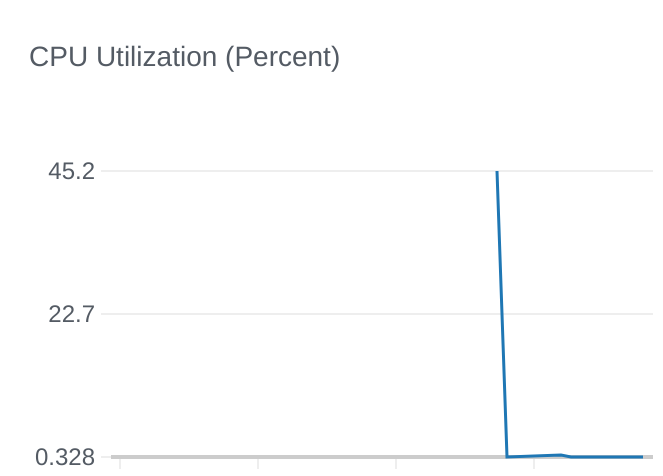 CPU Utilization (Percent)
45.2
22.7
0.328